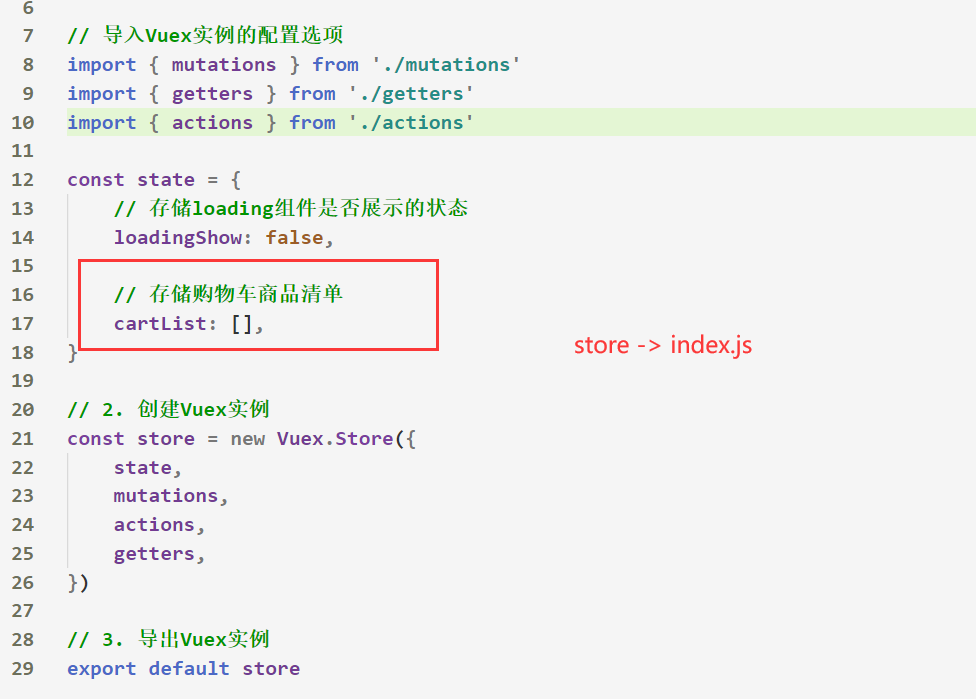 6
7 // 导入Vuex实例的配置选项
8 import { mutations } from './mutations'
9 import { getters } from './getters'
10 import { actions } from './actions'
11
12 const state = {
13 // 存储loading组件是否展示的状态
14 loadingShow: false,
15
16 // 存储购物车商品清单
17 cartList: [],
18 }
store -> index.js
19
20 // 2. 创建Vuex实例
21 const store = new Vuex.Store({
22 state,
23 mutations,
24 actions,
25 getters,
26 })
27
28 // 3. 导出Vuex实例
29 export default store